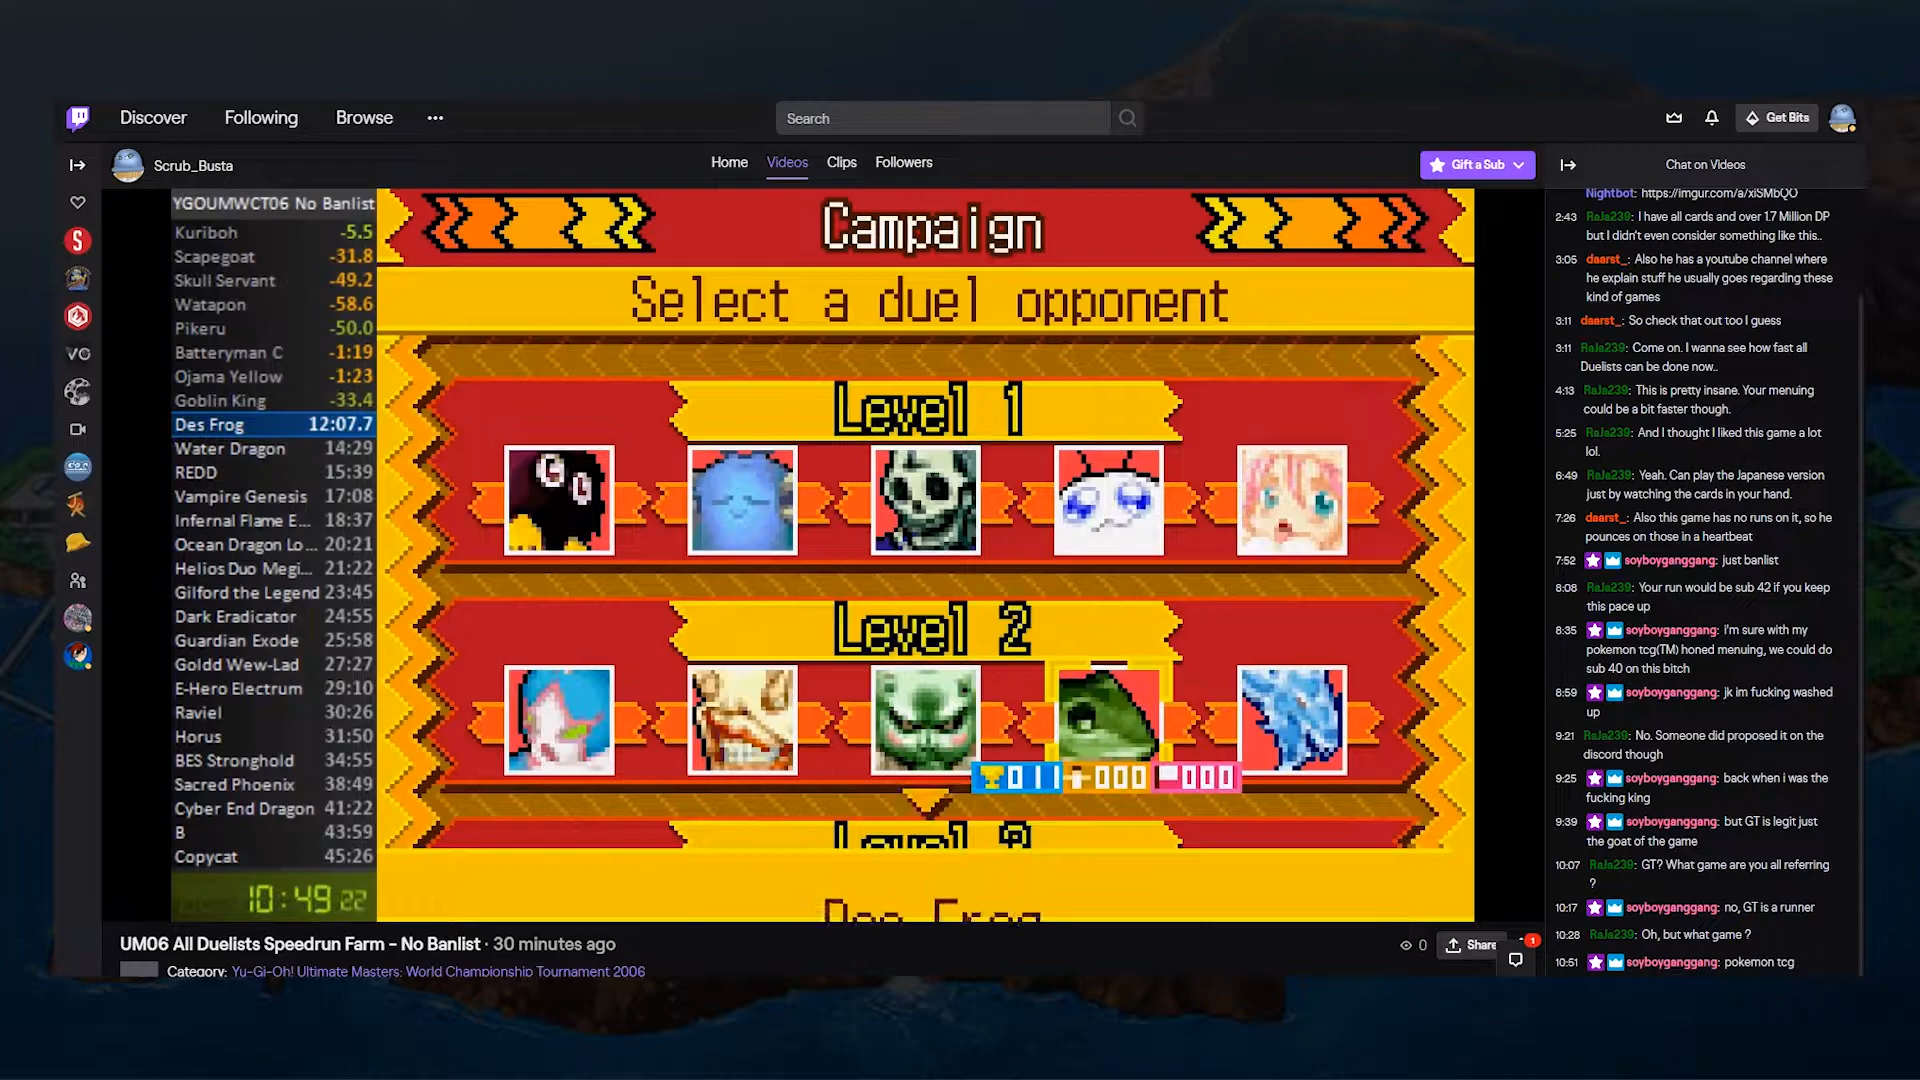 Discover
Following
Browse
Search
Get Bits
Scrub_Busta
Home
Videos
Clips
Followers
Gift a Sub
Chat on Videos
YGOUMWCT06 No Banlist
Kuriboh -5.5
Scapegoat -31.8
Skull Servant -49.2
Watapon -58.6
Pikeru -50.0
Batteryman C -1:19
Ojama Yellow -1:23
Goblin King -33.4
Des Frog 12:07.7
Water Dragon 14:29
REDD 15:39
Vampire Genesis 17:08
Infernal Flame E... 18:37
Ocean Dragon Lo... 20:21
Helios Duo Megi... 21:22
Gilford the Legend 23:45
Dark Eradicator 24:55
Guardian Exode 25:58
Goldd Wew-Lad 27:27
E-Hero Electrum 29:10
Raviel 30:26
Horus 31:50
BES Stronghold 34:55
Sacred Phoenix 38:49
Cyber End Dragon 41:22
B 43:59
Copycat 45:26
10:49 22
Campaign
Select a duel opponent
Level 1
Level 2
011 000 000
Des Frog
UM06 All Duelists Speedrun Farm - No Banlist · 30 minutes ago
0
Share
1
Category: Yu-Gi-Oh! Ultimate Masters: World Championship Tournament 2006
Nightbot: https://imgur.com/a/xiSMbQO
2:43 RaJa239: I have all cards and over 1.7 Million DP
but I didn't even consider something like this..
3:05 daarst_: Also he has a youtube channel where
he explain stuff he usually goes regarding these
kind of games
3:11 daarst_: So check that out too I guess
3:11 RaJa239: Come on. I wanna see how fast all
Duelists can be done now..
4:13 RaJa239: This is pretty insane. Your menuing
could be a bit faster though.
5:25 RaJa239: And I thought I liked this game a lot
lol.
6:49 RaJa239: Yeah. Can play the Japanese version
just by watching the cards in your hand.
7:26 daarst_: Also this game has no runs on it, so he
pounces on those in a heartbeat
7:52 soyboyganggang: just banlist
8:08 RaJa239: Your run would be sub 42 if you keep
this pace up
8:35 soyboyganggang: i'm sure with my
pokemon tcg(TM) honed menuing, we could do
sub 40 on this bitch
8:59 soyboyganggang: jk im fucking washed
up
9:21 RaJa239: No. Someone did proposed it on the
discord though
9:25 soyboyganggang: back when i was the
fucking king
9:39 soyboyganggang: but GT is legit just
the goat of the game
10:07 RaJa239: GT? What game are you all referring
?
10:17 soyboyganggang: no, GT is a runner
10:28 RaJa239: Oh, but what game ?
10:51 soyboyganggang: pokemon tcg